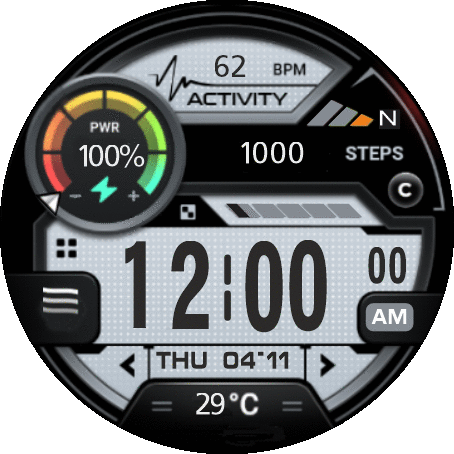 62 BPM
ACTIVITY
N
PWR
100%
- +
1000 STEPS
C
12:00 00
AM
THU 04"11
29°C